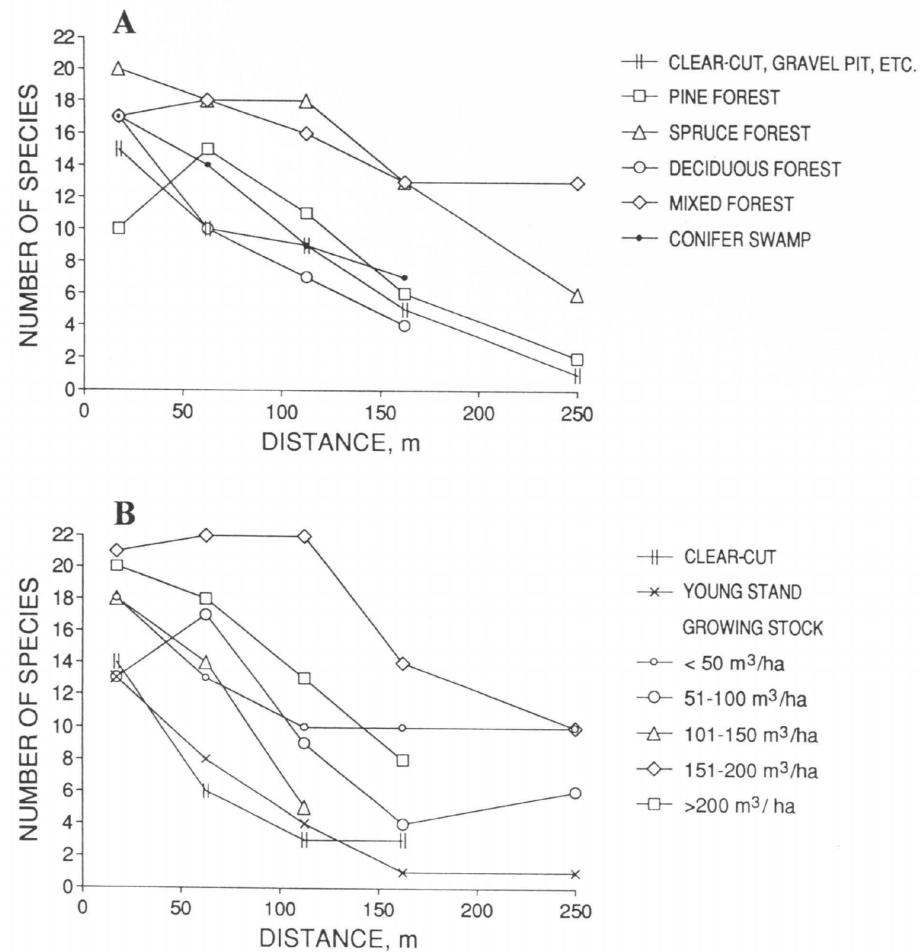 A
NUMBER OF SPECIES
22
20
18
16
14
12
10
8
6
4
2
0
0 50 100 150 200 250
DISTANCE, m
CLEAR-CUT, GRAVEL PIT, ETC.
PINE FOREST
SPRUCE FOREST
DECIDUOUS FOREST
MIXED FOREST
CONIFER SWAMP
B
NUMBER OF SPECIES
22
20
18
16
14
12
10
8
6
4
2
0
0 50 100 150 200 250
DISTANCE, m
CLEAR-CUT
YOUNG STAND
GROWING STOCK
< 50 m³/ha
51-100 m³/ha
101-150 m³/ha
151-200 m³/ha
>200 m³/ ha